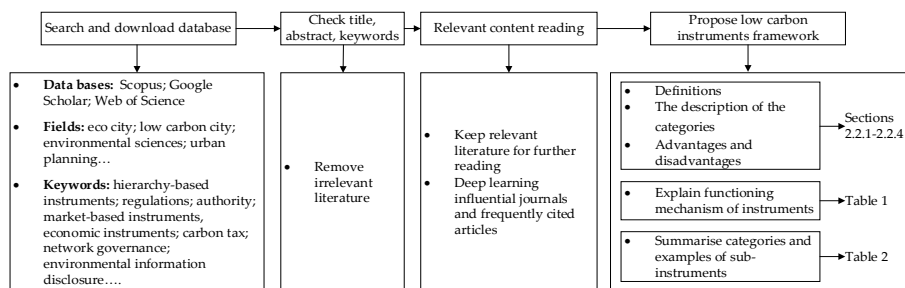 Search and download database
Check title,
abstract, keywords
Relevant content reading
Propose low carbon
instruments framework
• Data bases: Scopus; Google
Scholar; Web of Science
• Fields: eco city; low carbon city;
environmental sciences; urban
planning…
• Keywords: hierarchy-based
instruments; regulations; authority;
market-based instruments,
economic instruments; carbon tax;
network governance;
environmental information
disclosure….
• Remove
irrelevant
literature
• Keep relevant
literature for further
reading
• Deep learning
influential journals
and frequently cited
articles
• Definitions
• The description of the
categories
• Advantages and
disadvantages
Sections
2.2.1-2.2.4
• Explain functioning
mechanism of instruments
Table 1
• Summarise categories and
examples of sub-
instruments
Table 2